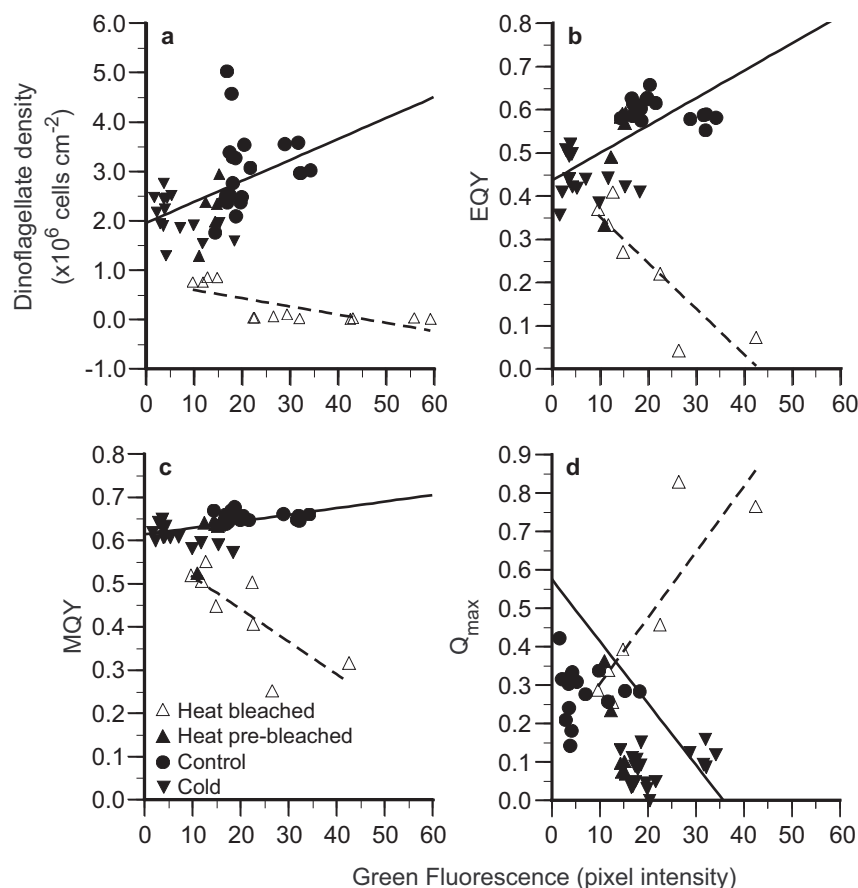 a
6.0
5.0
4.0
3.0
2.0
1.0
0.0
-1.0
0 10 20 30 40 50 60
Dinoflagellate density
(x10⁶ cells cm⁻²)
b
0.8
0.7
0.6
0.5
0.4
0.3
0.2
0.1
0.0
0 10 20 30 40 50 60
EQY
c
0.8
0.7
0.6
0.5
0.4
0.3
0.2
0.1
0.0
0 10 20 30 40 50 60
MQY
Heat bleached
Heat pre-bleached
Control
Cold
d
0.9
0.8
0.7
0.6
0.5
0.4
0.3
0.2
0.1
0.0
0 10 20 30 40 50 60
Qmax
Green Fluorescence (pixel intensity)